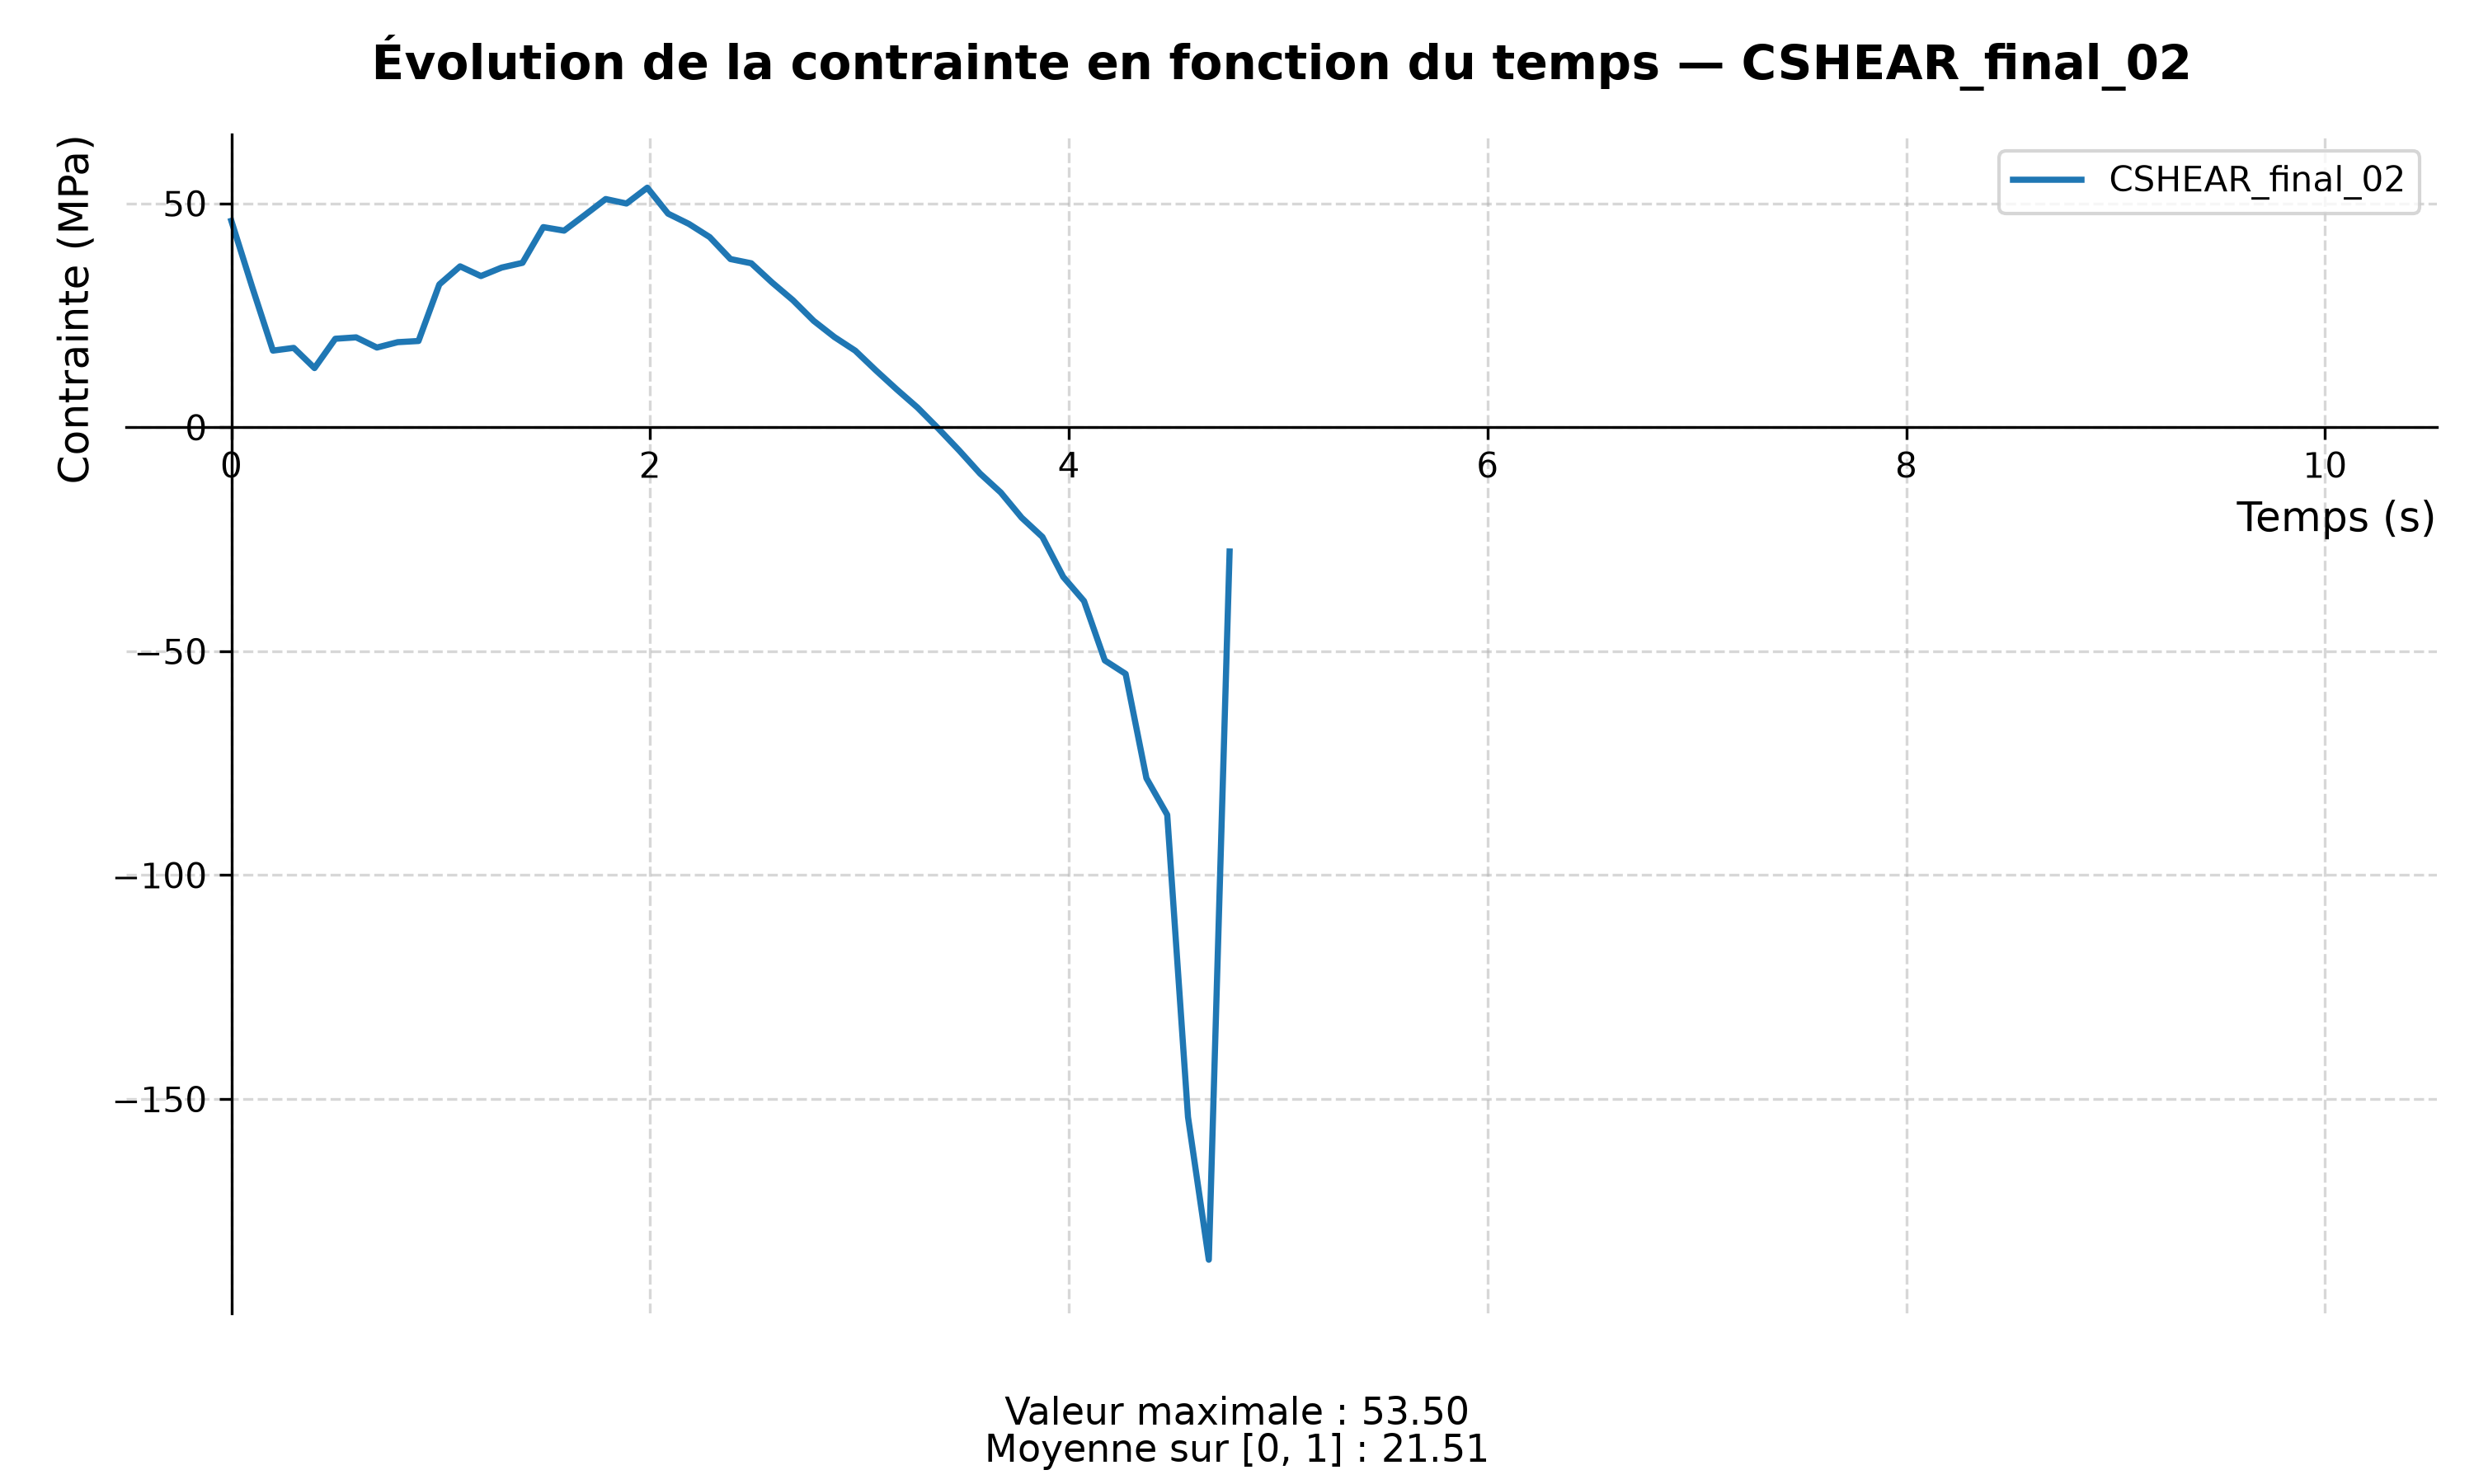 Évolution de la contrainte en fonction du temps — CSHEAR_final_02
Contrainte (MPa)
CSHEAR_final_02
50
0
−50
−100
−150
0 2 4 6 8 10
Temps (s)
Valeur maximale : 53.50
Moyenne sur [0, 1] : 21.51